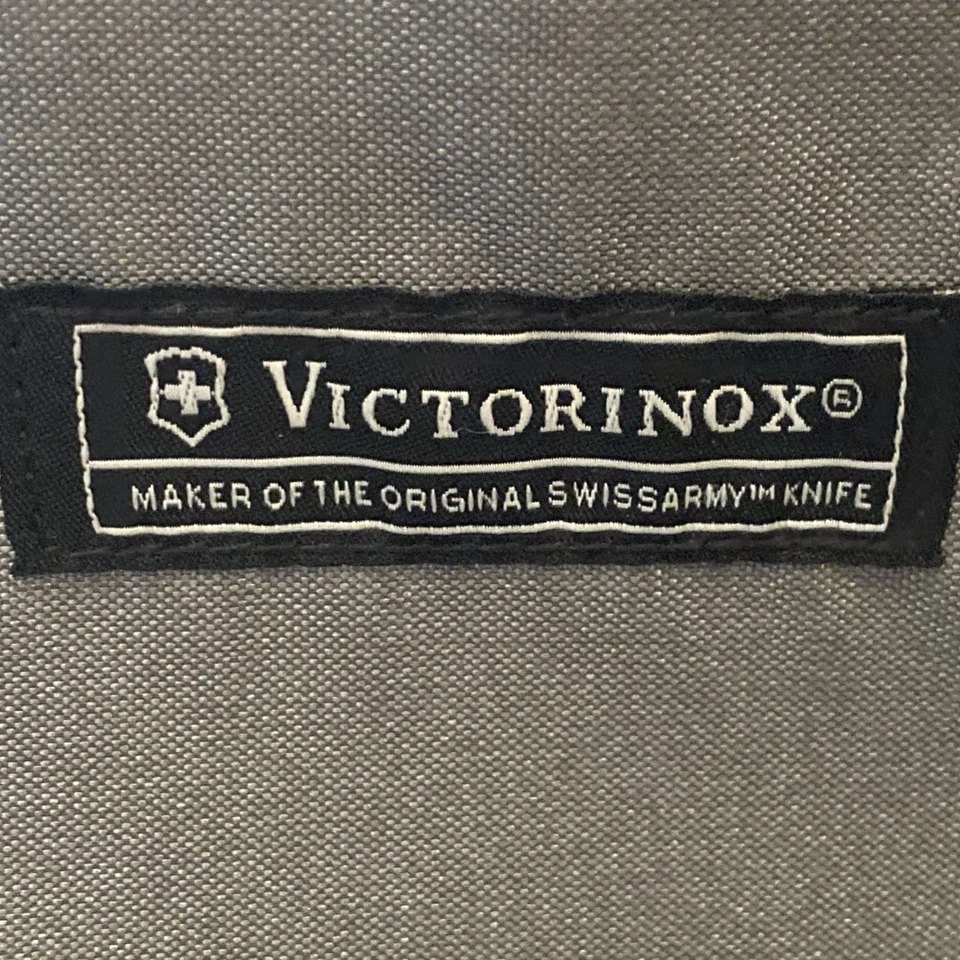 VICTORINOX®
MAKER OF THE ORIGINAL SWISS ARMY™ KNIFE